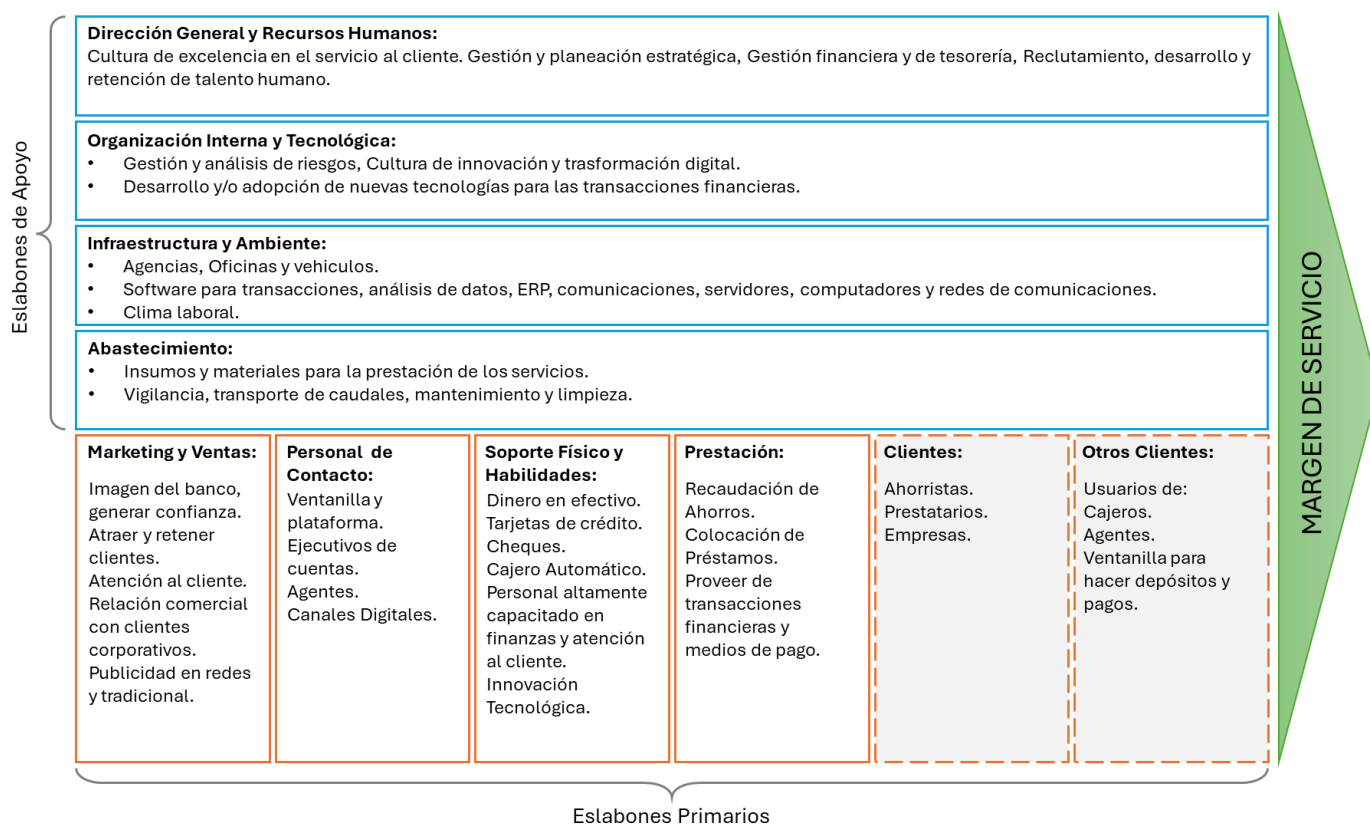 Eslabones de Apoyo
Dirección General y Recursos Humanos:
Cultura de excelencia en el servicio al cliente. Gestión y planeación estratégica, Gestión financiera y de tesorería, Reclutamiento, desarrollo y
retención de talento humano.
Organización Interna y Tecnológica:
• Gestión y análisis de riesgos, Cultura de innovación y trasformación digital.
• Desarrollo y/o adopción de nuevas tecnologías para las transacciones financieras.
Infraestructura y Ambiente:
• Agencias, Oficinas y vehiculos.
• Software para transacciones, análisis de datos, ERP, comunicaciones, servidores, computadores y redes de comunicaciones.
• Clima laboral.
Abastecimiento:
• Insumos y materiales para la prestación de los servicios.
• Vigilancia, transporte de caudales, mantenimiento y limpieza.
Marketing y Ventas:
Imagen del banco,
generar confianza.
Atraer y retener
clientes.
Atención al cliente.
Relación comercial
con clientes
corporativos.
Publicidad en redes
y tradicional.
Personal de
Contacto:
Ventanilla y
plataforma.
Ejecutivos de
cuentas.
Agentes.
Canales Digitales.
Soporte Físico y
Habilidades:
Dinero en efectivo.
Tarjetas de crédito.
Cheques.
Cajero Automático.
Personal altamente
capacitado en
finanzas y atención
al cliente.
Innovación
Tecnológica.
Prestación:
Recaudación de
Ahorros.
Colocación de
Préstamos.
Proveer de
transacciones
financieras y
medios de pago.
Clientes:
Ahorristas.
Prestatarios.
Empresas.
Otros Clientes:
Usuarios de:
Cajeros.
Agentes.
Ventanilla para
hacer depósitos y
pagos.
MARGEN DE SERVICIO
Eslabones Primarios